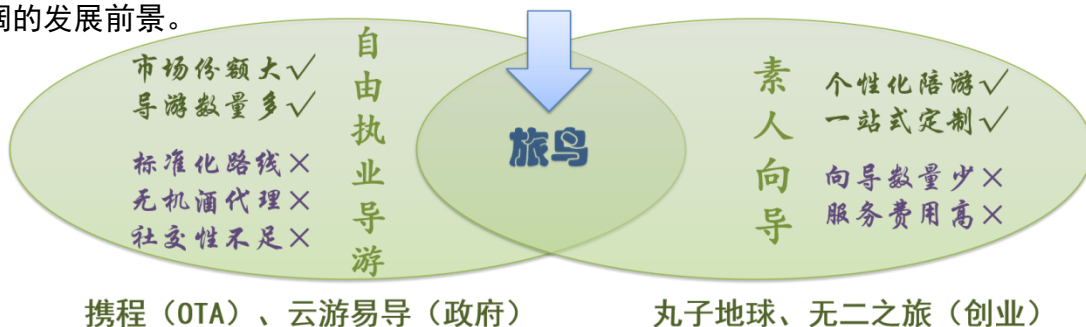 阔的发展前景。
市场份额大√
导游数量多√
标准化路线×
无机酒代理×
社交性不足×
自由执业导游
旅鸟
素人向导
个性化陪游√
一站式定制√
向导数量少×
服务费用高×
携程（OTA）、云游易导（政府）
丸子地球、无二之旅（创业）